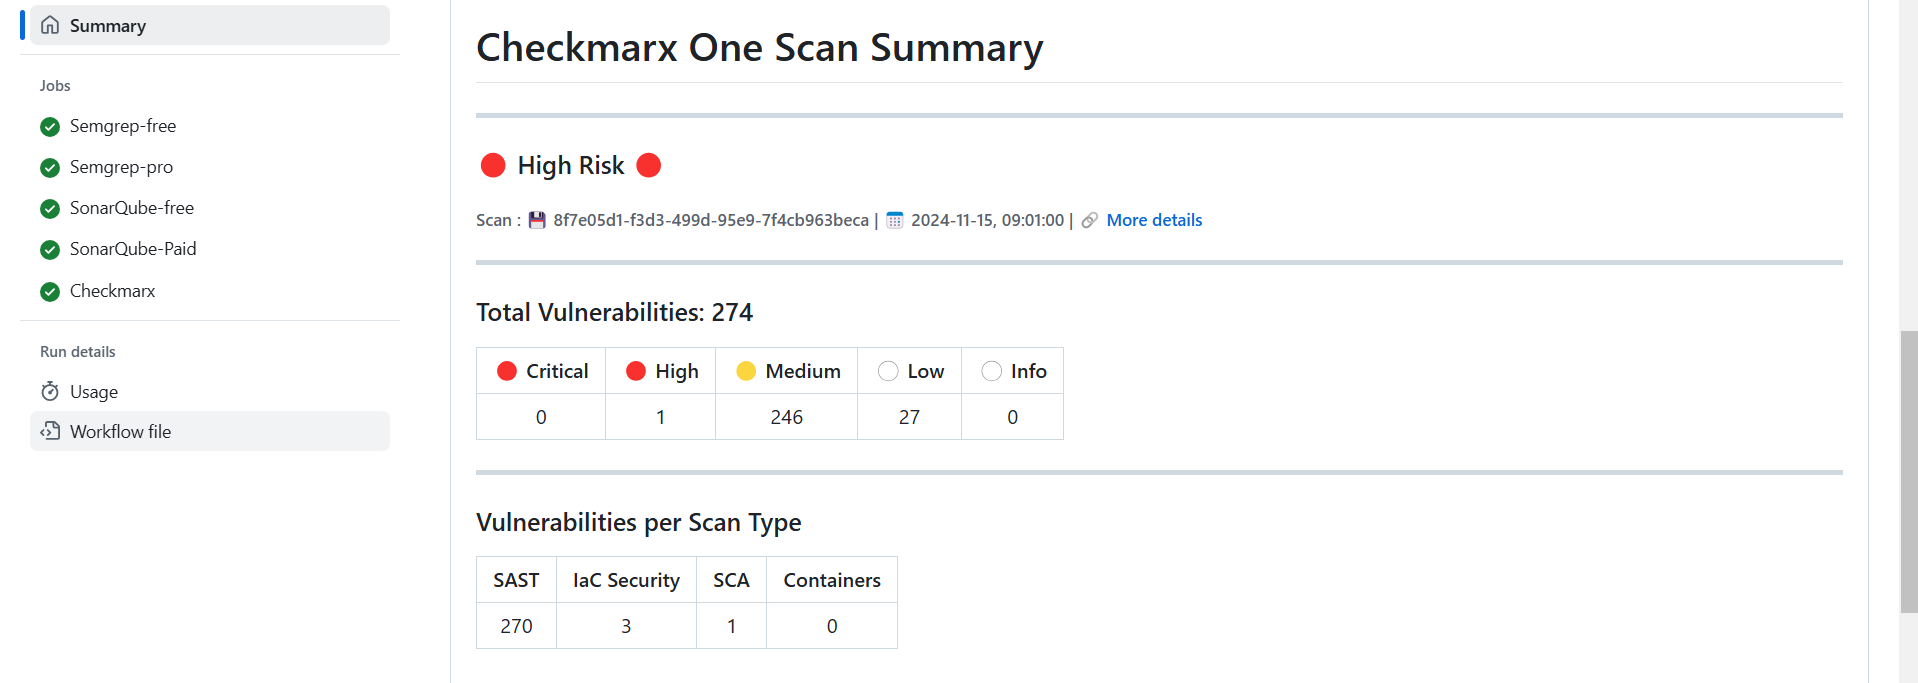 Summary
Jobs
Semgrep-free
Semgrep-pro
SonarQube-free
SonarQube-Paid
Checkmarx
Run details
Usage
Workflow file
Checkmarx One Scan Summary
High Risk
Scan : 8f7e05d1-f3d3-499d-95e9-7f4cb963beca | 2024-11-15, 09:01:00 | More details
Total Vulnerabilities: 274
Critical High Medium Low Info
0 1 246 27 0
Vulnerabilities per Scan Type
SAST IaC Security SCA Containers
270 3 1 0